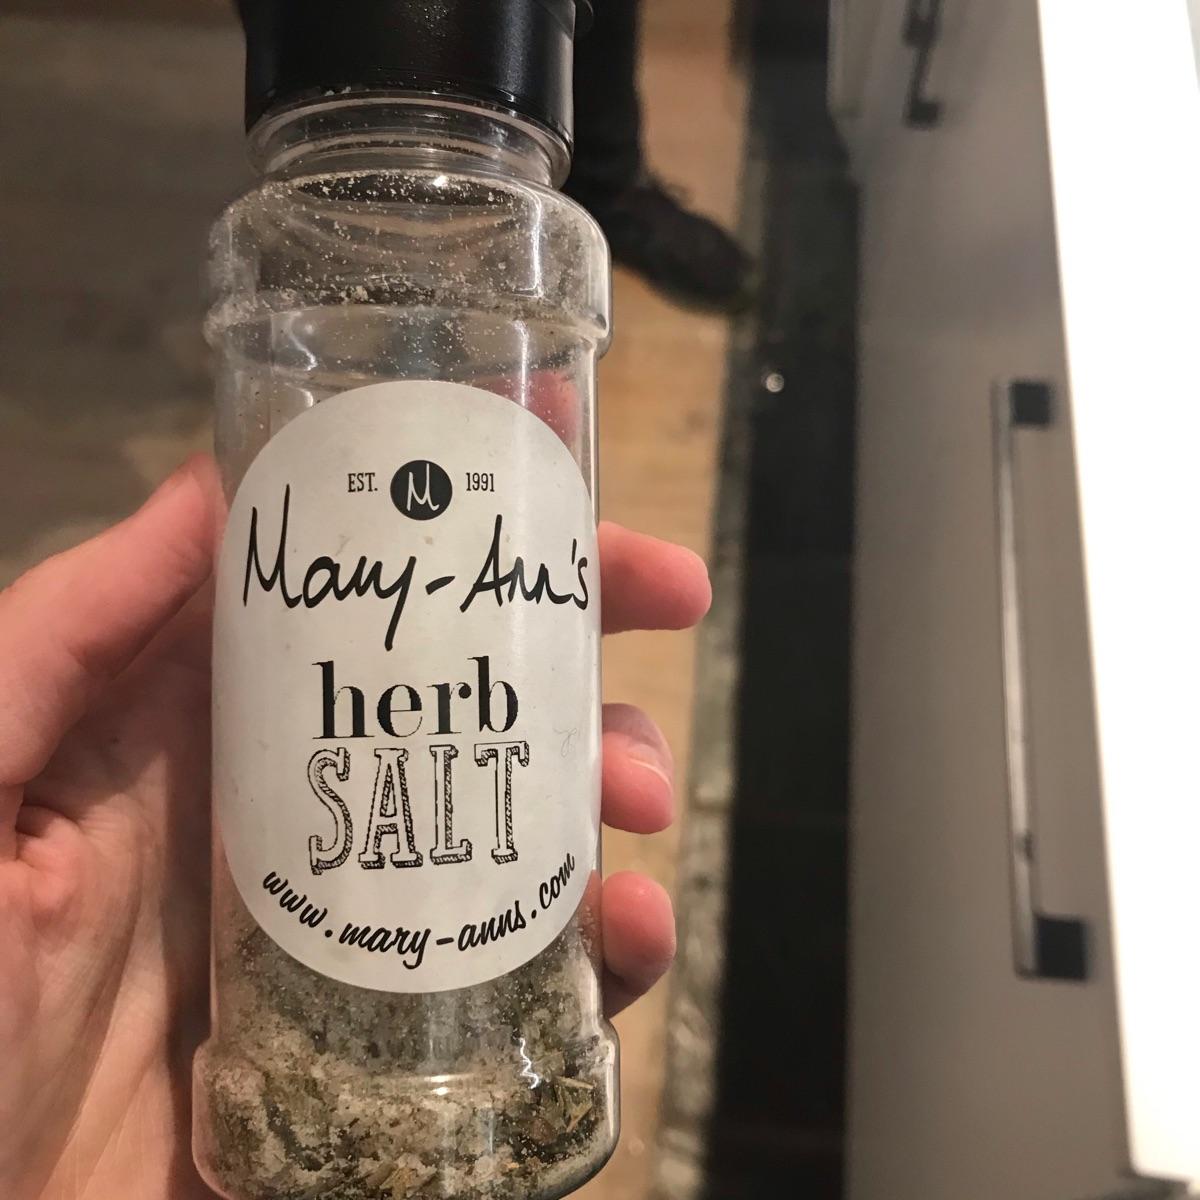 EST. M 1991
Mary-Ann's
herb
SALT
www.mary-anns.com